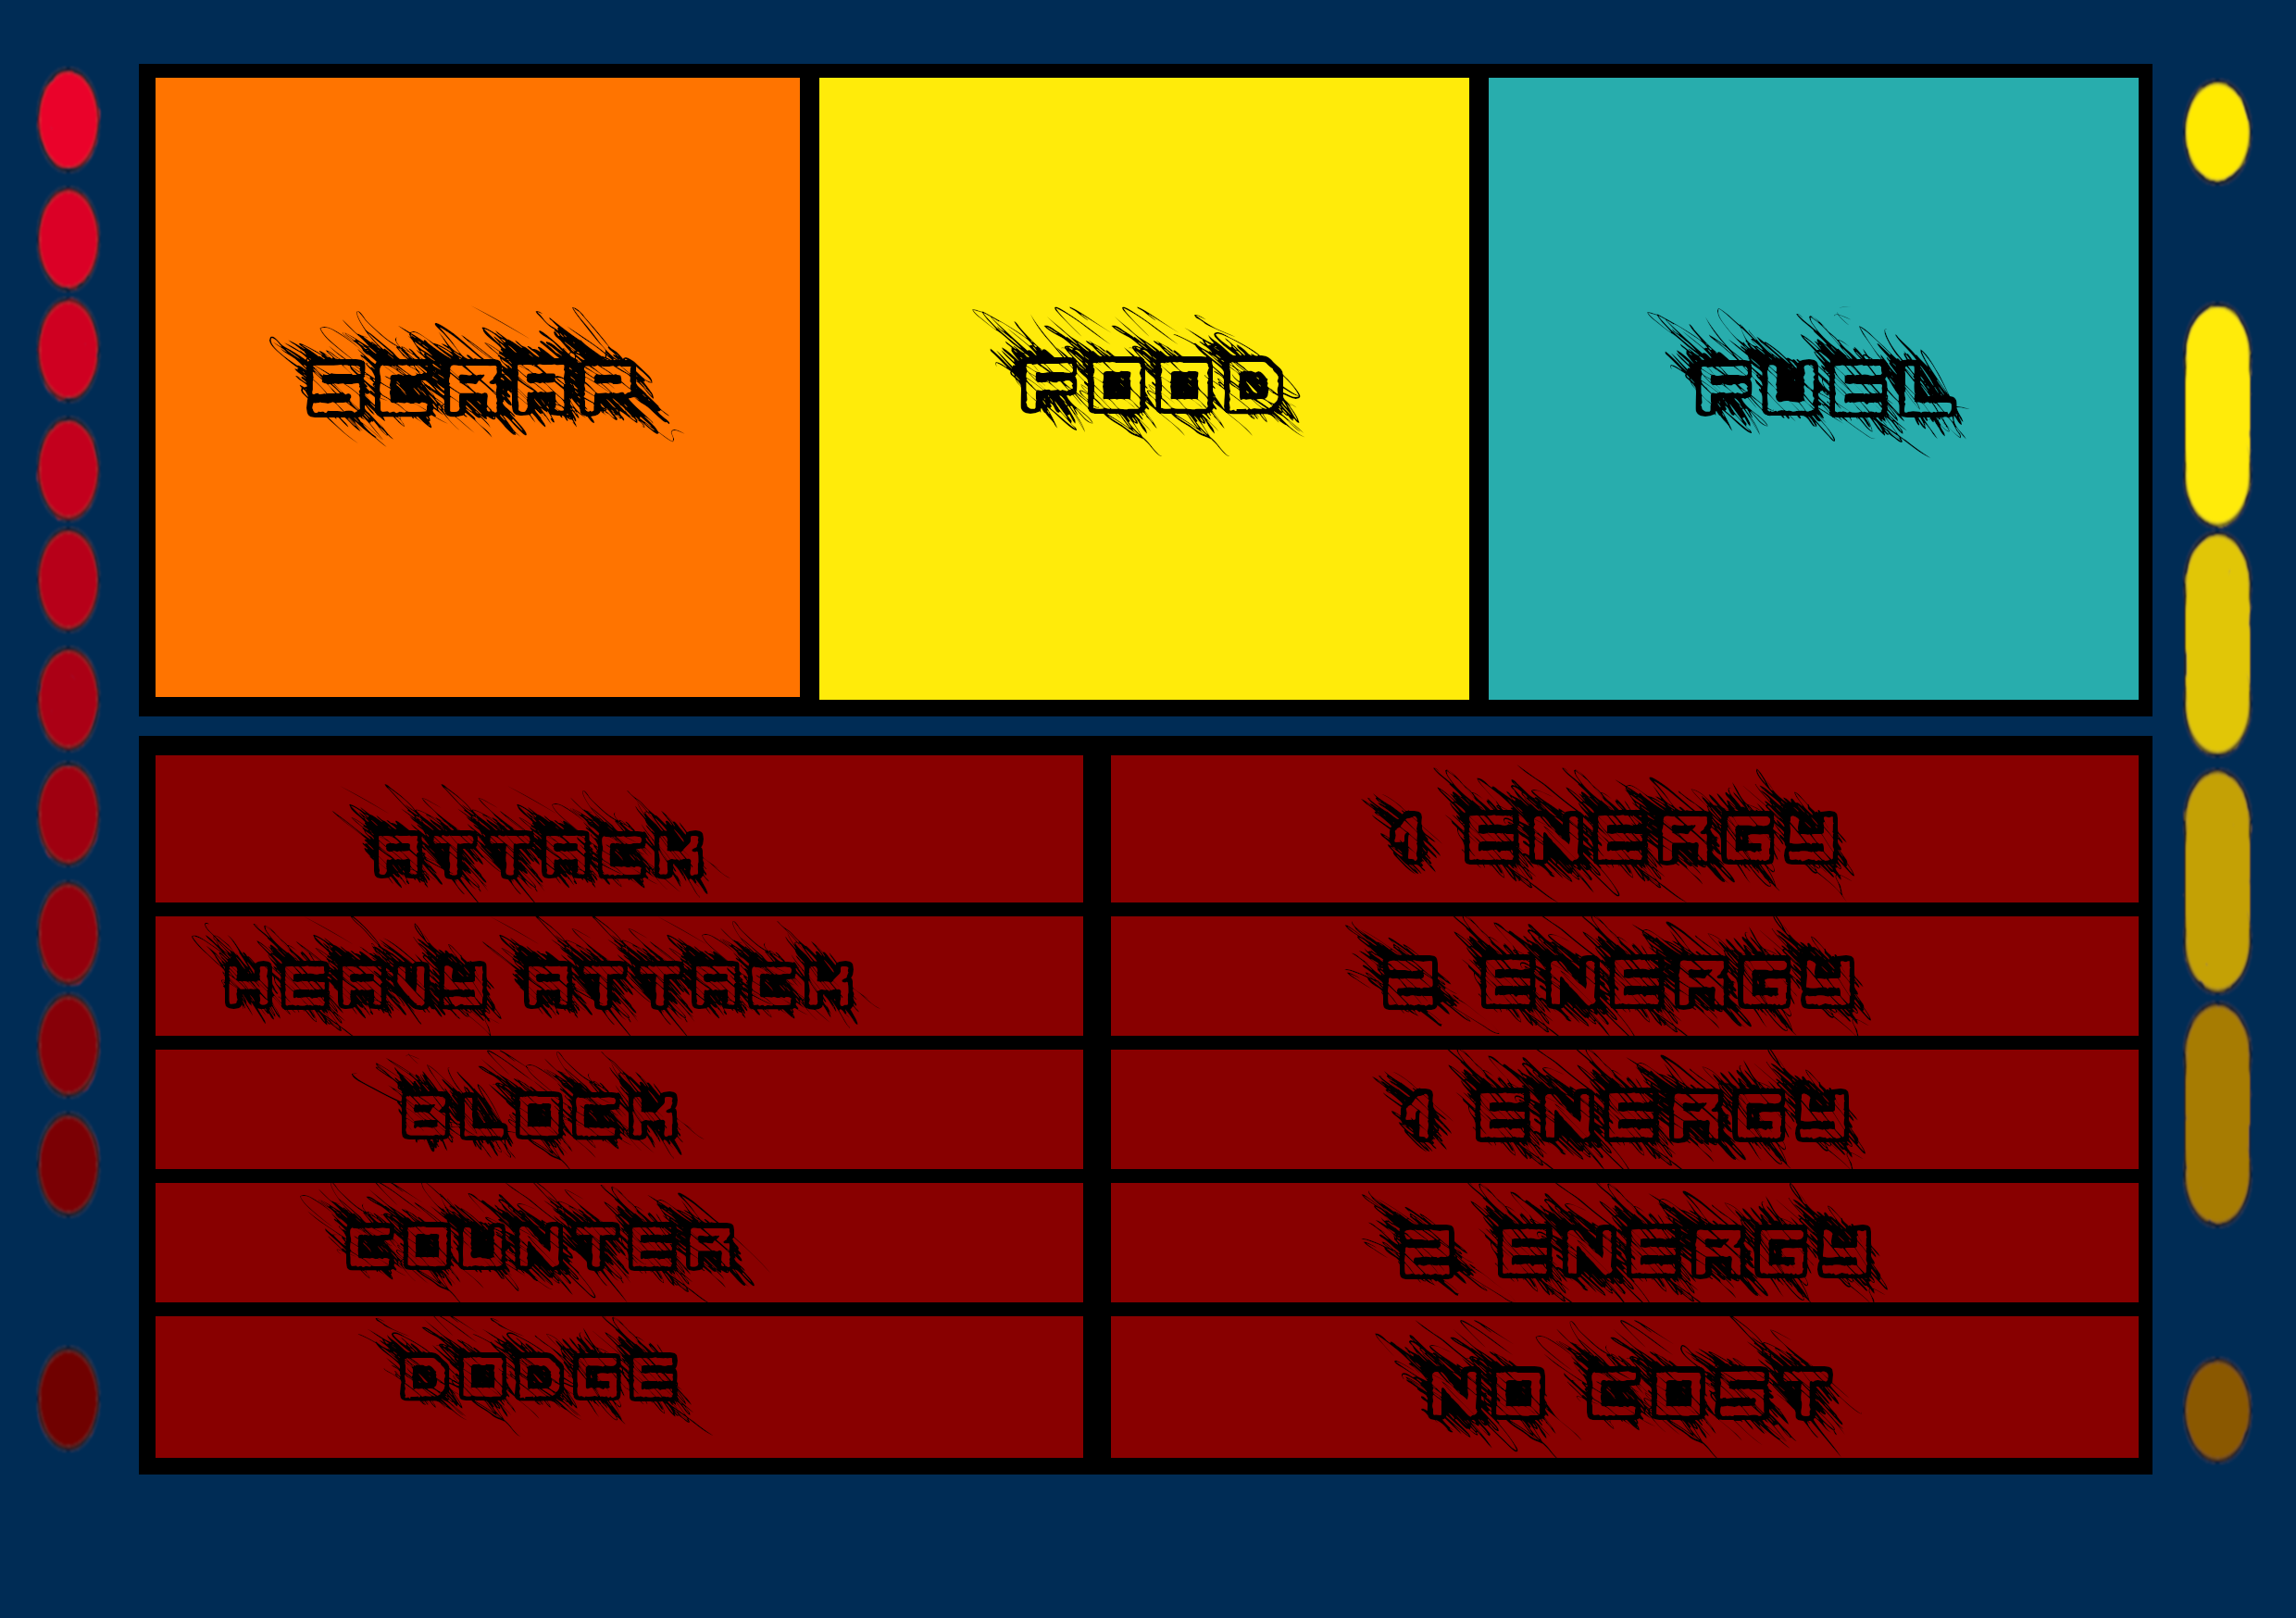 SCRAP FOOD FUEL
ATTACK 1 ENERGY
HEAVY ATTACK 2 ENERGY
BLOCK 1 ENERGY
COUNTER 2 ENERGY
DODGE NO COST